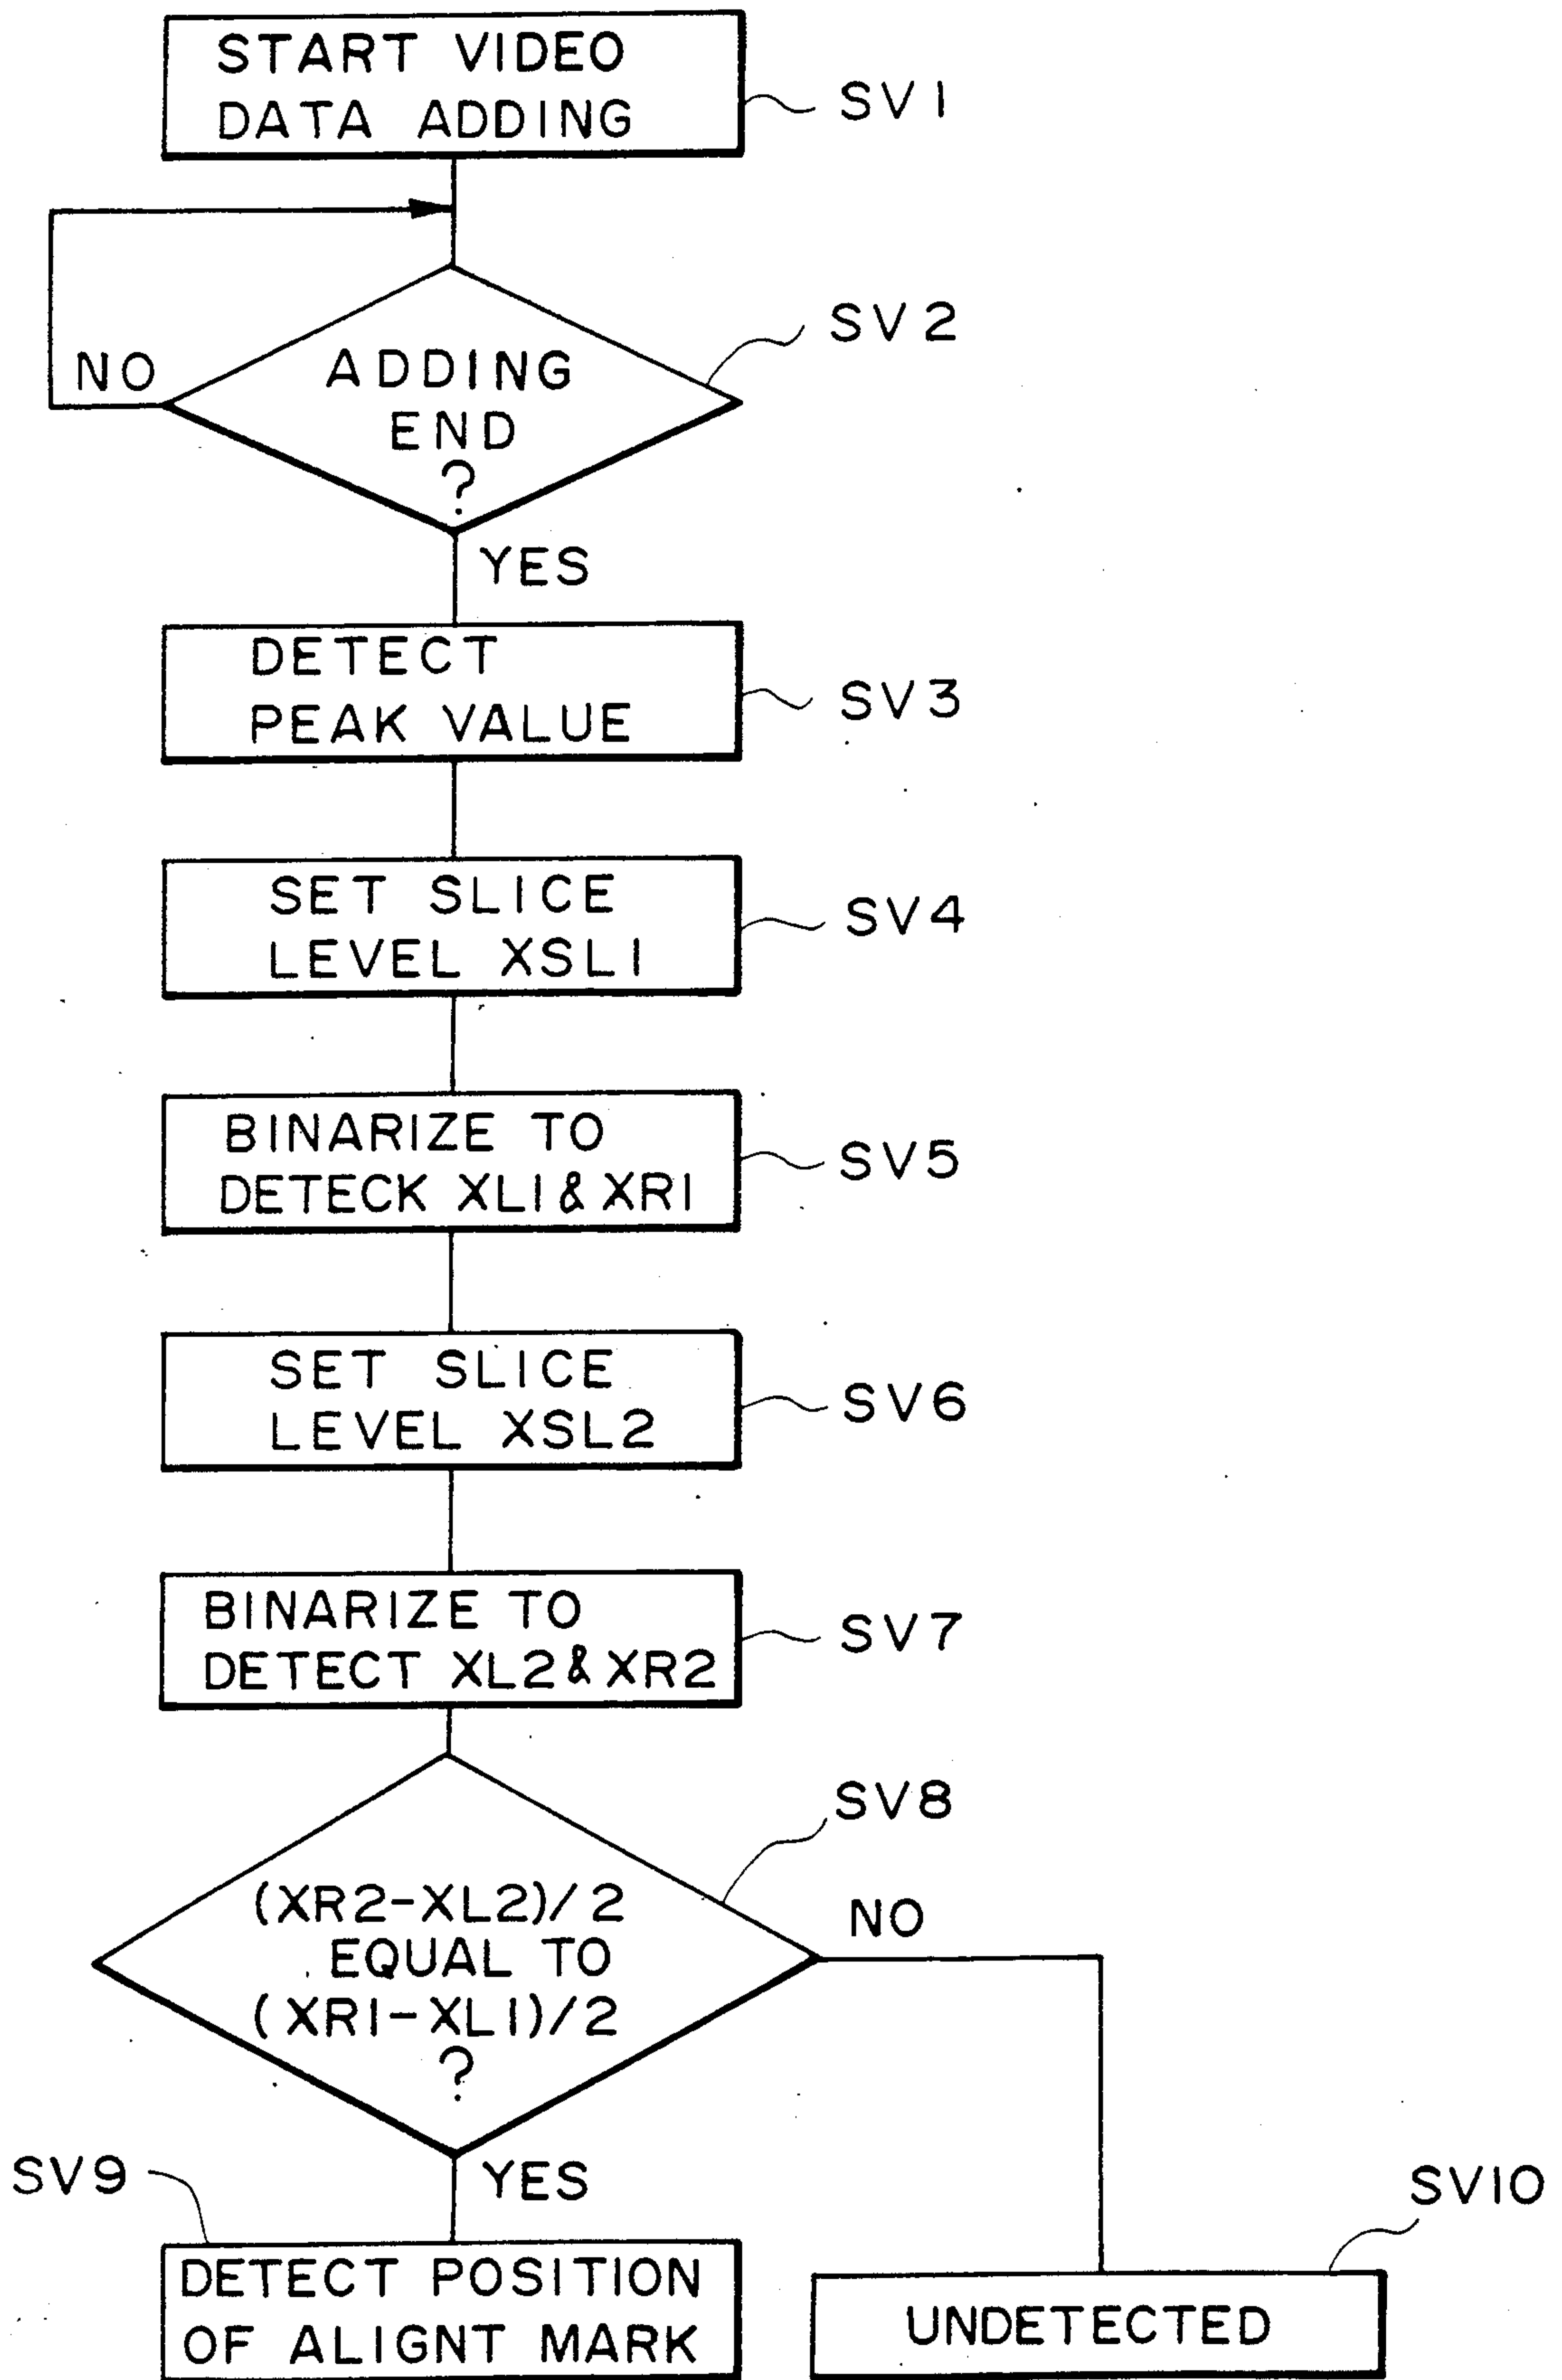 START VIDEO
DATA ADDING
SV1
SV2
NO
ADDING
END
?
YES
DETECT
PEAK VALUE
SV3
SET SLICE
LEVEL XSL1
SV4
BINARIZE TO
DETECK XL1&XR1
SV5
SET SLICE
LEVEL XSL2
SV6
BINARIZE TO
DETECT XL2&XR2
SV7
SV8
(XR2-XL2)/2
EQUAL TO
(XR1-XL1)/2
?
NO
YES
SV9
SV10
DETECT POSITION
OF ALIGNT MARK
UNDETECTED